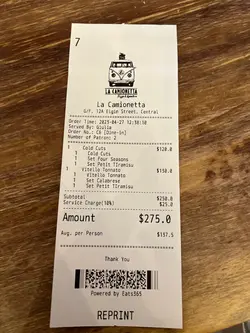 7
LA CAMIONETTA
La Camionetta
G/F, 12A Elgin Street, Central
Order Time: 2023-04-27 12:58:38
Served By: Giulia
Order No.: C8 [Dine-in]
Number of Patron: 2
1 Cold Cuts $120.0
1 Cold Cuts
1 Set Four Seasons
1 Set Petit TIramisu
1 Vitello Tonnato $130.0
1 Vitello Tonnato
1 Set Calabrese
1 Set Petit TIramisu
Subtotal $250.0
Service Charge(10%) $25.0
Amount $275.0
Avg. per Person $137.5
Thank You
Powered by Eats365
REPRINT